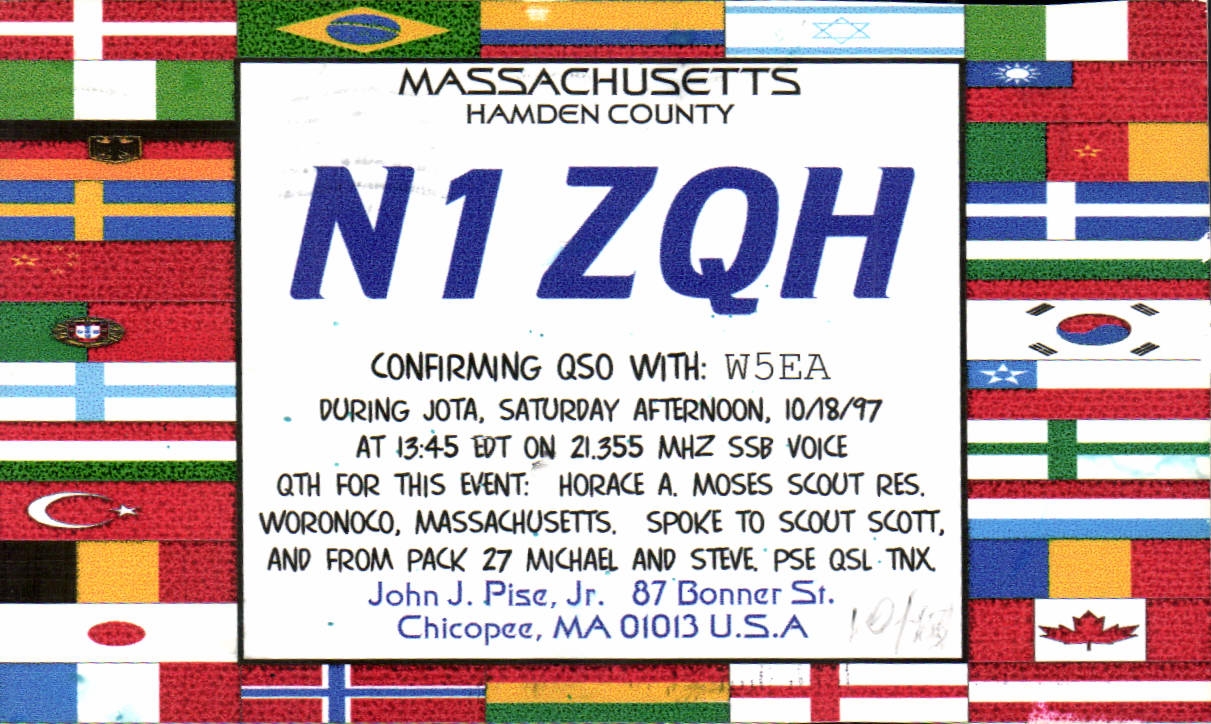 MASSACHUSETTS
HAMDEN COUNTY
N1ZQH
CONFIRMING QSO WITH: W5EA
DURING JOTA, SATURDAY AFTERNOON, 10/18/97
AT 13:45 EDT ON 21.355 MHZ SSB VOICE
QTH FOR THIS EVENT: HORACE A. MOSES SCOUT RES.
WORONOCO, MASSACHUSETTS. SPOKE TO SCOUT SCOTT,
AND FROM PACK 27 MICHAEL AND STEVE. PSE QSL TNX.
John J. Pise, Jr. 87 Bonner St.
Chicopee, MA 01013 U.S.A